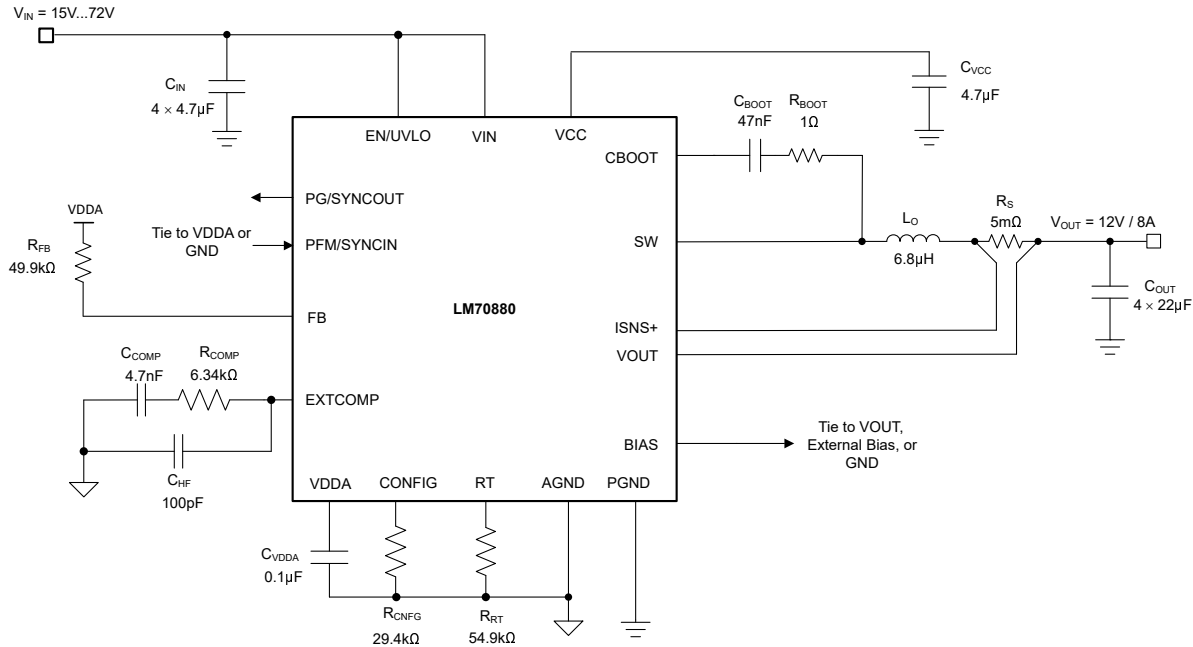 V_IN = 15V...72V
C_IN
4 × 4.7µF
EN/UVLO
VIN
VCC
C_VCC
4.7µF
C_BOOT
47nF
R_BOOT
1Ω
CBOOT
PG/SYNCOUT
VDDA
Tie to VDDA or
GND
PFM/SYNCIN
R_FB
49.9kΩ
SW
L_O
6.8µH
R_S
5mΩ
V_OUT = 12V / 8A
C_OUT
4 × 22µF
FB
LM70880
ISNS+
VOUT
C_COMP
4.7nF
R_COMP
6.34kΩ
EXTCOMP
C_HF
100pF
BIAS
Tie to VOUT,
External Bias, or
GND
VDDA
CONFIG
RT
AGND
PGND
C_VDDA
0.1µF
R_CNFG
29.4kΩ
R_RT
54.9kΩ